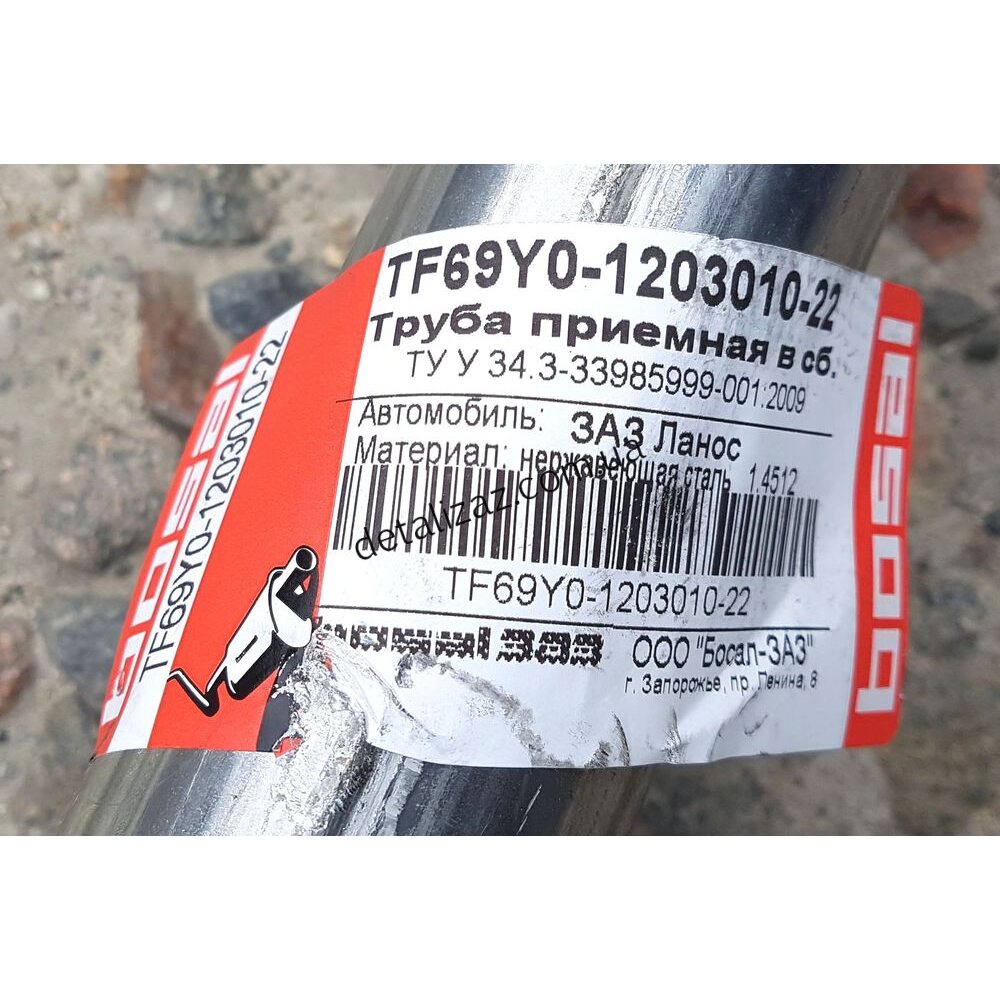 TF69Y0-1203010-22
Труба приемная в сб.
ТУ У 34.3-33985999-001:2009
Автомобиль: ЗАЗ Ланос
Материал: нержавеющая сталь 1.4512
detalizaz.com.ua
TF69Y0-1203010-22
ООО "Босал-ЗАЗ"
г. Запорожье, пр. Ленина, 8
bosal
TF69Y0-1203010-22
bosal